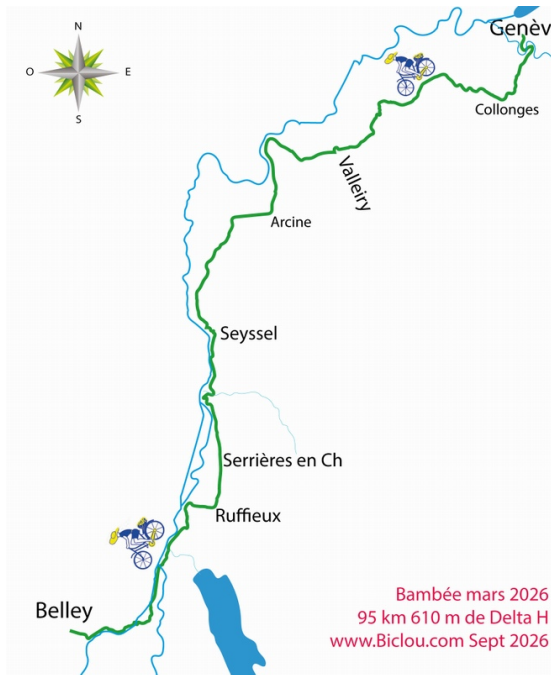 N
Genèv
O
E
S
Collonges
Valleiry
Arcine
Seyssel
Serrières en Ch
Ruffieux
Belley
Bambée mars 2026
95 km 610 m de Delta H
www.Biclou.com Sept 2026